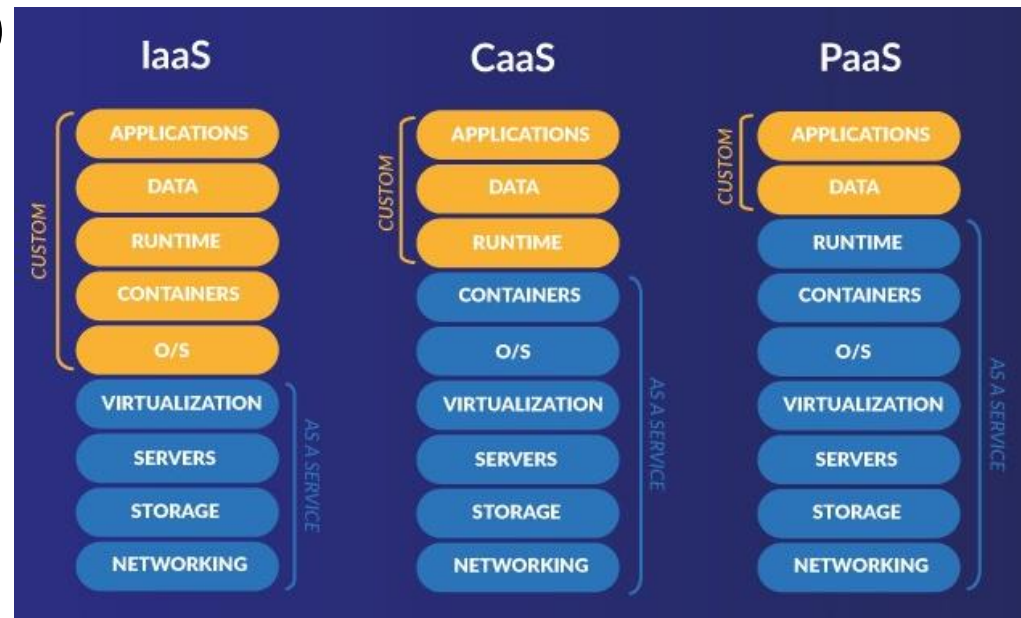 )
IaaS
CUSTOM
APPLICATIONS
DATA
RUNTIME
CONTAINERS
O/S
VIRTUALIZATION
SERVERS
STORAGE
NETWORKING
AS A SERVICE
CaaS
CUSTOM
APPLICATIONS
DATA
RUNTIME
CONTAINERS
O/S
VIRTUALIZATION
SERVERS
STORAGE
NETWORKING
AS A SERVICE
PaaS
CUSTOM
APPLICATIONS
DATA
RUNTIME
CONTAINERS
O/S
VIRTUALIZATION
SERVERS
STORAGE
NETWORKING
AS A SERVICE